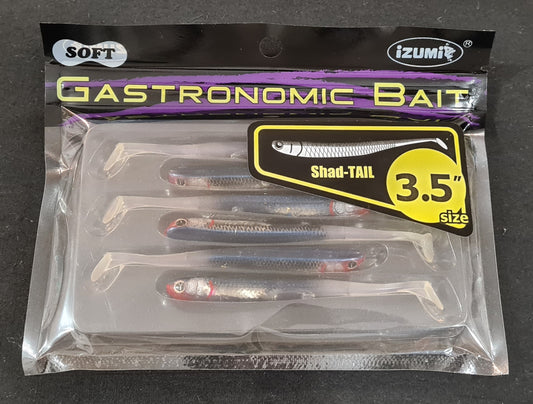 SOFT
iZUMi
®
GASTRONOMIC BAIT
Shad-TAIL
3.5"
size